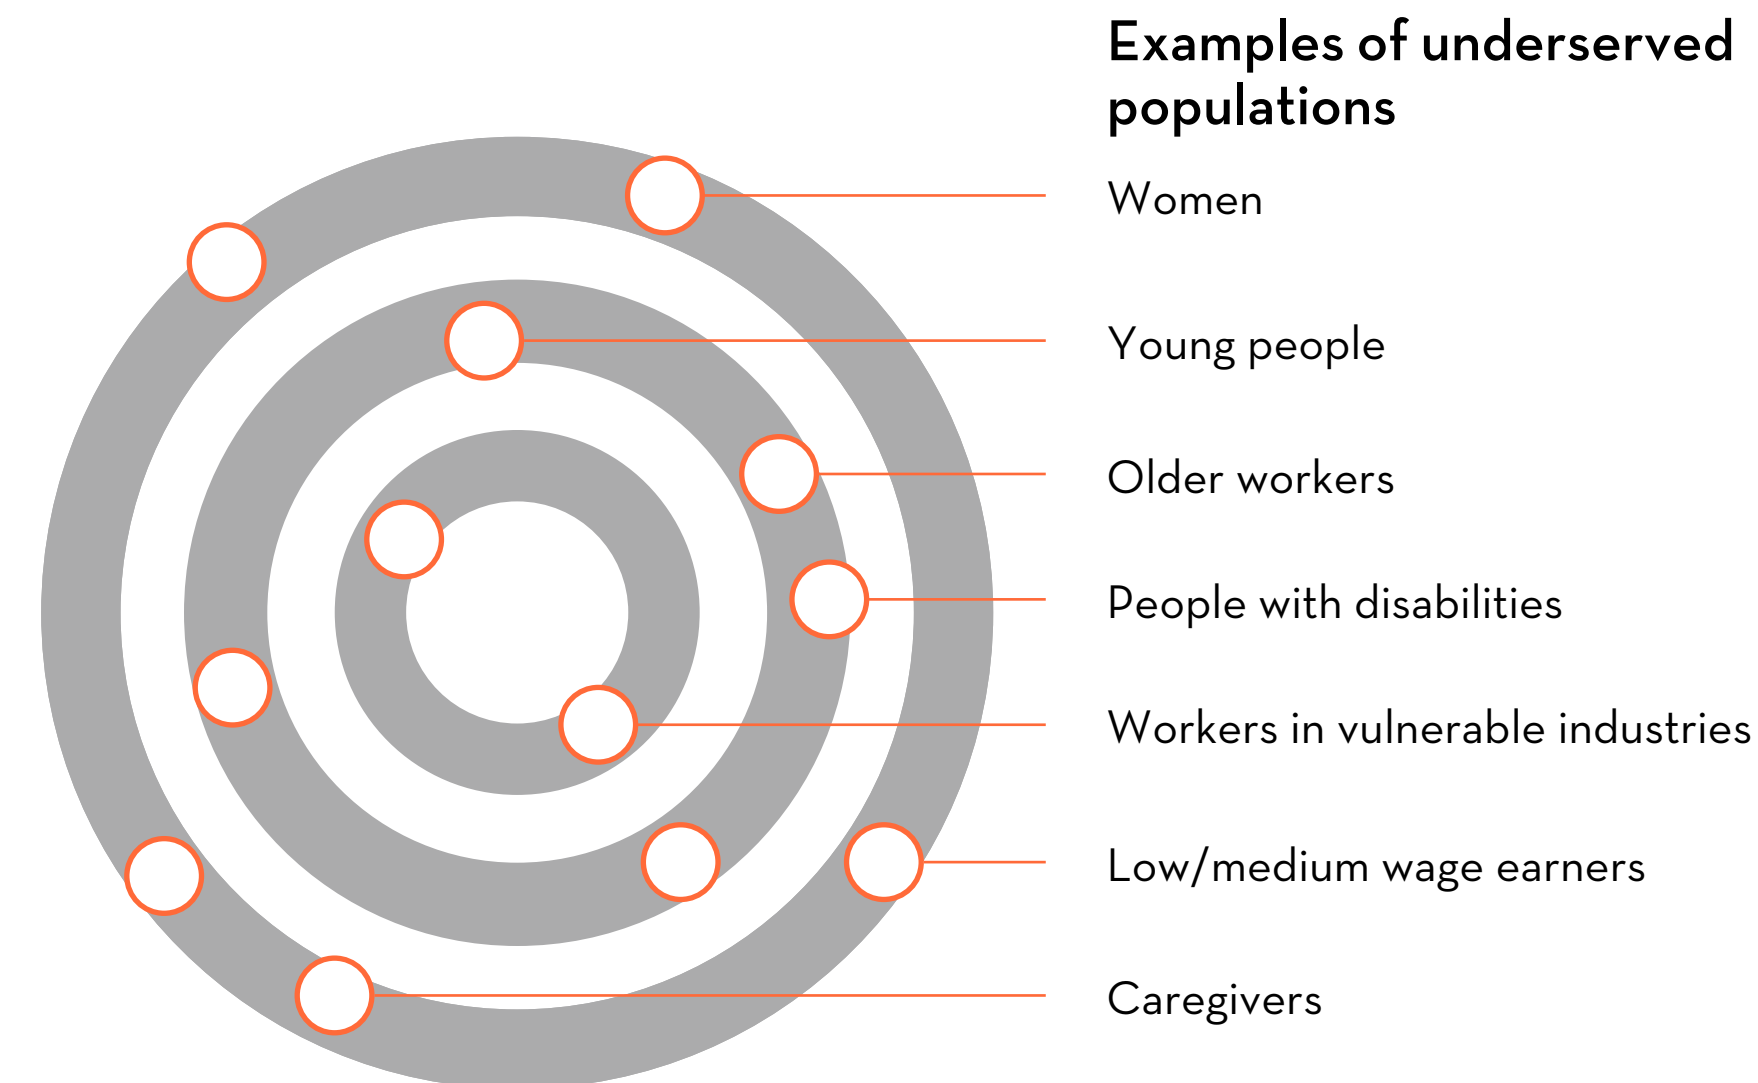 Examples of underserved
populations
Women
Young people
Older workers
People with disabilities
Workers in vulnerable industries
Low/medium wage earners
Caregivers